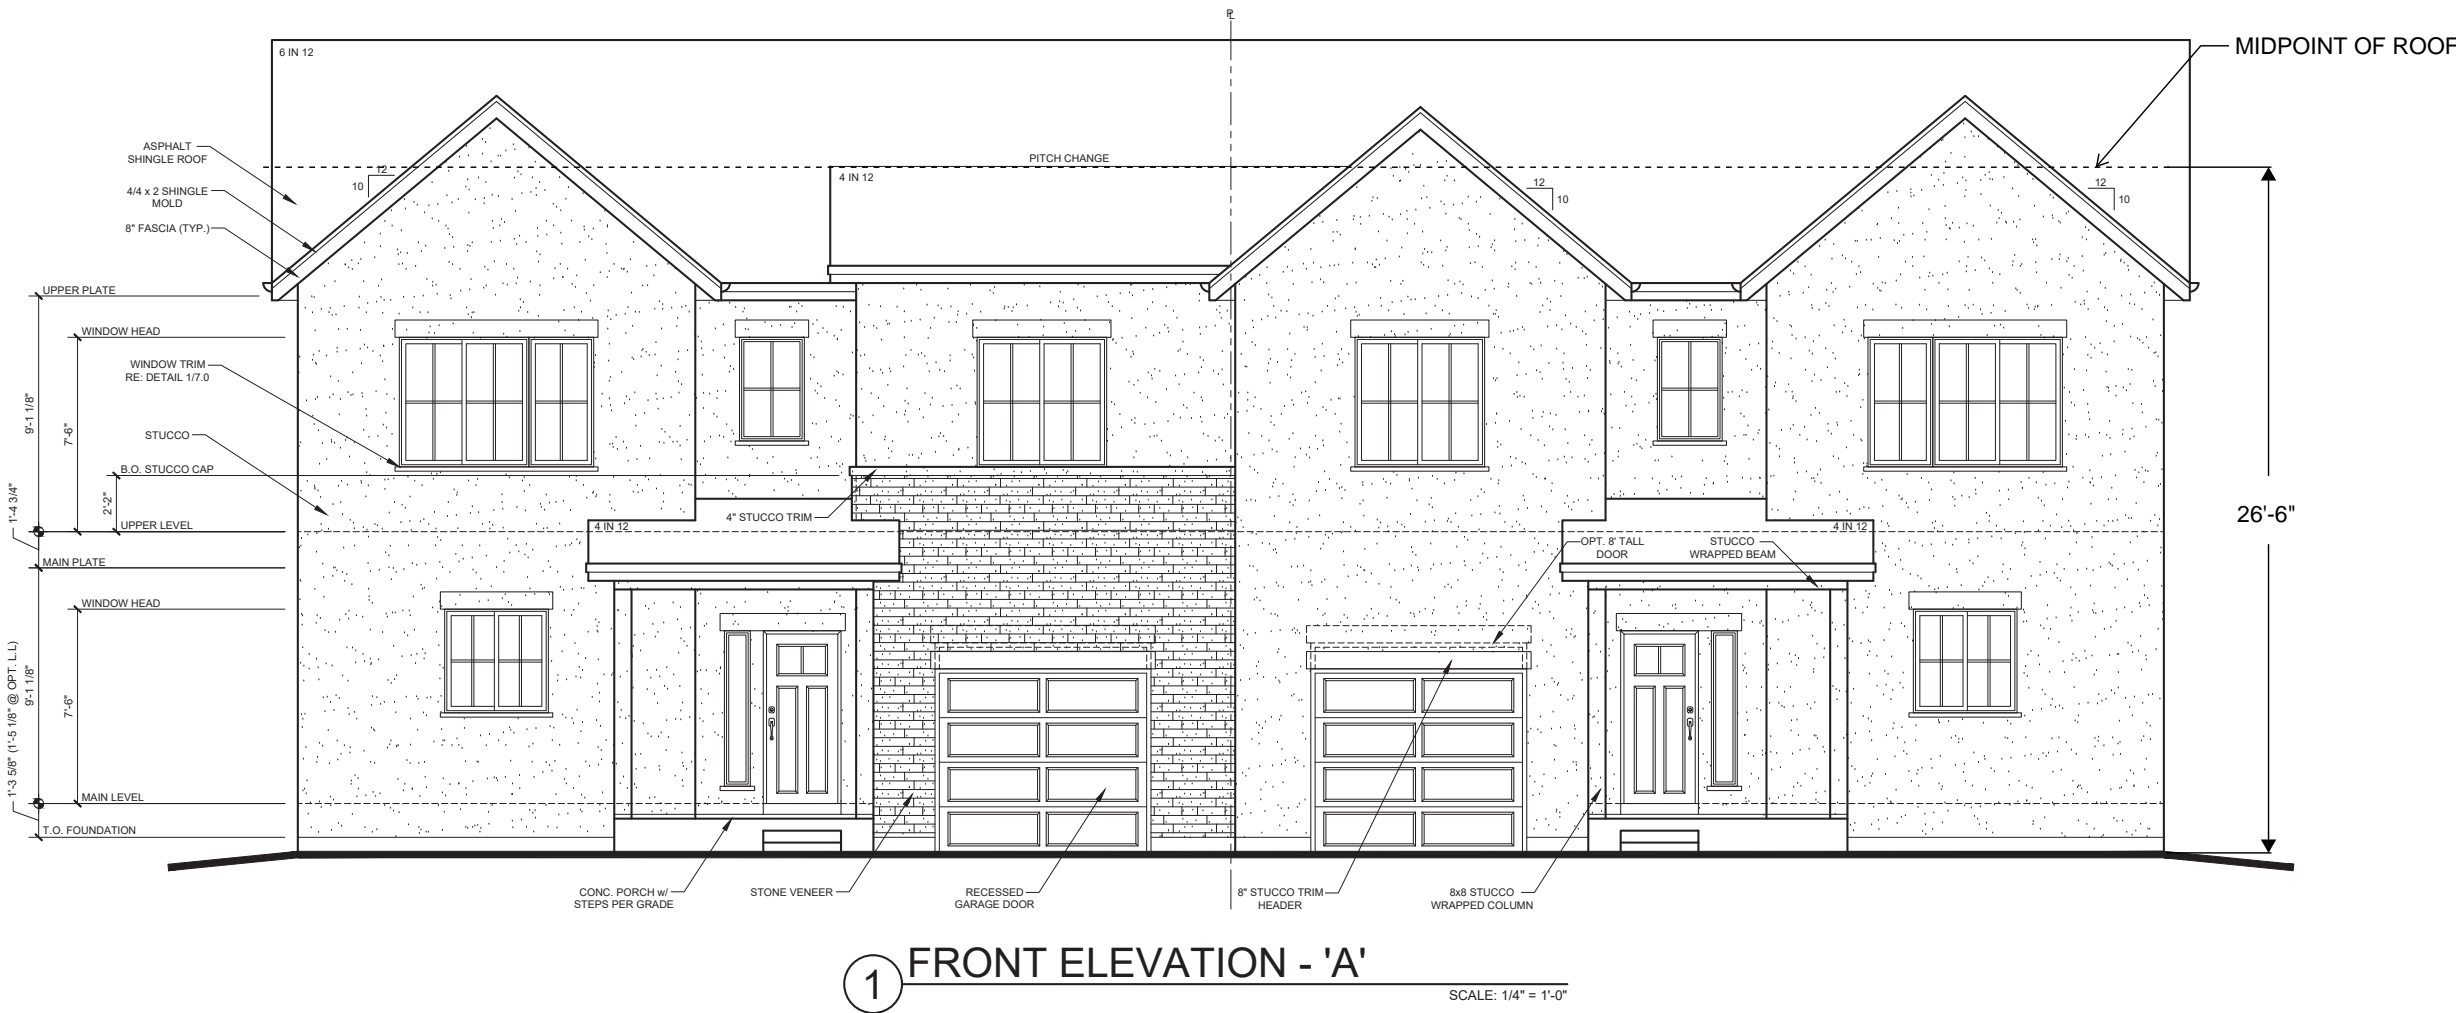 PL
6 IN 12
MIDPOINT OF ROOF
ASPHALT
SHINGLE ROOF
12
10
PITCH CHANGE
4 IN 12
12
10
12
10
4/4 x 2 SHINGLE
MOLD
8" FASCIA (TYP.)
UPPER PLATE
WINDOW HEAD
WINDOW TRIM
RE: DETAIL 1/7.0
9'-1 1/8"
7'-6"
STUCCO
B.O. STUCCO CAP
1'-4 3/4"
2'-2"
UPPER LEVEL
4" STUCCO TRIM
4 IN 12
4 IN 12
26'-6"
OPT. 8' TALL
DOOR
STUCCO
WRAPPED BEAM
MAIN PLATE
WINDOW HEAD
9'-1 1/8"
7'-6"
1'-3 5/8" (1'-5 1/8" @ OPT. L.L)
MAIN LEVEL
T.O. FOUNDATION
CONC. PORCH w/
STEPS PER GRADE
STONE VENEER
RECESSED
GARAGE DOOR
8" STUCCO TRIM
HEADER
8x8 STUCCO
WRAPPED COLUMN
1
FRONT ELEVATION - 'A'
SCALE: 1/4" = 1'-0"